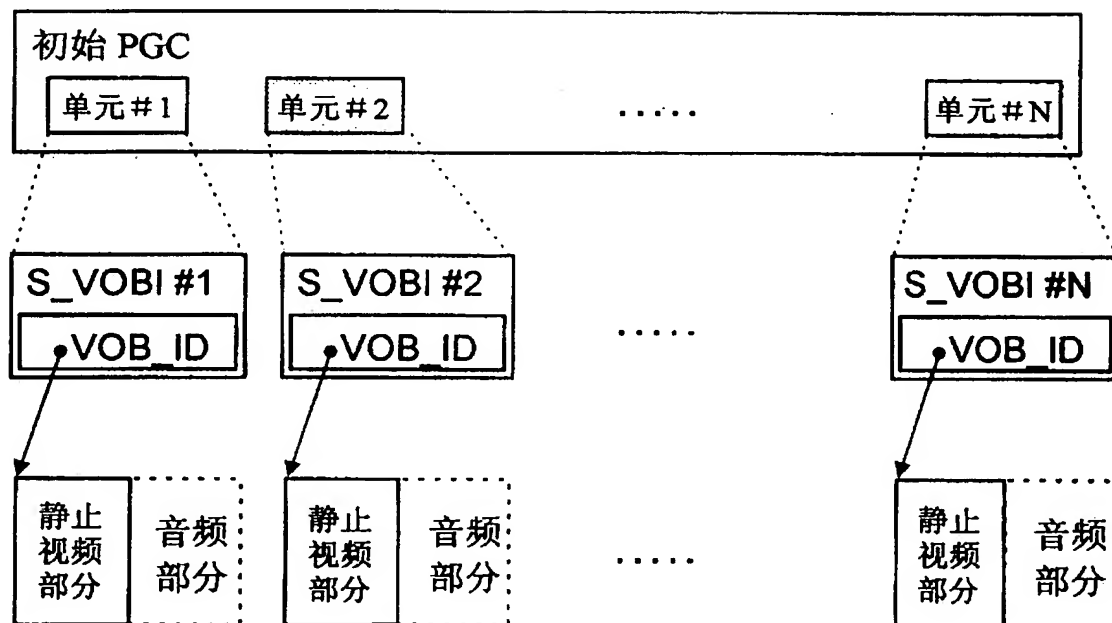 初始 PGC
单元#1 单元#2 ..... 单元#N
S_VOBI #1 S_VOBI #2 S_VOBI #N
VOB_ID VOB_ID ..... VOB_ID
静止 静止 静止
视频 音频 视频 音频 视频 音频
部分 部分 部分 部分 ..... 部分 部分